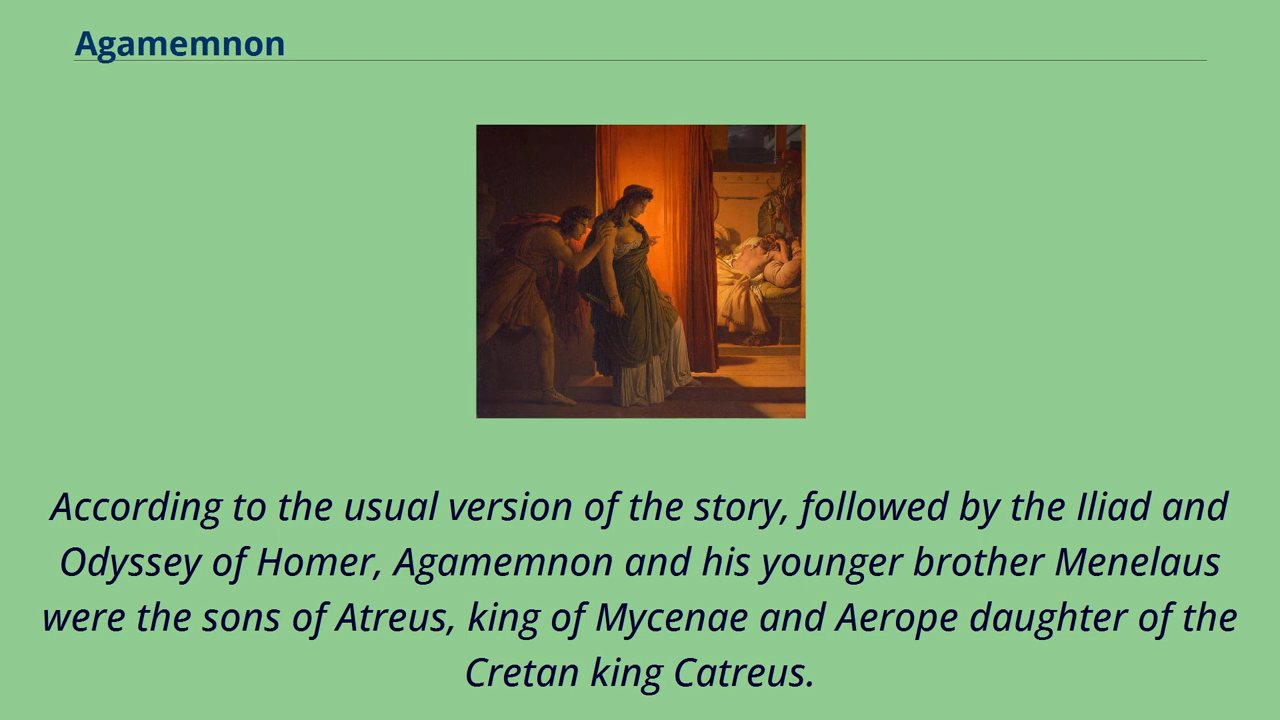 Agamemnon
According to the usual version of the story, followed by the Iliad and
Odyssey of Homer, Agamemnon and his younger brother Menelaus
were the sons of Atreus, king of Mycenae and Aerope daughter of the
Cretan king Catreus.